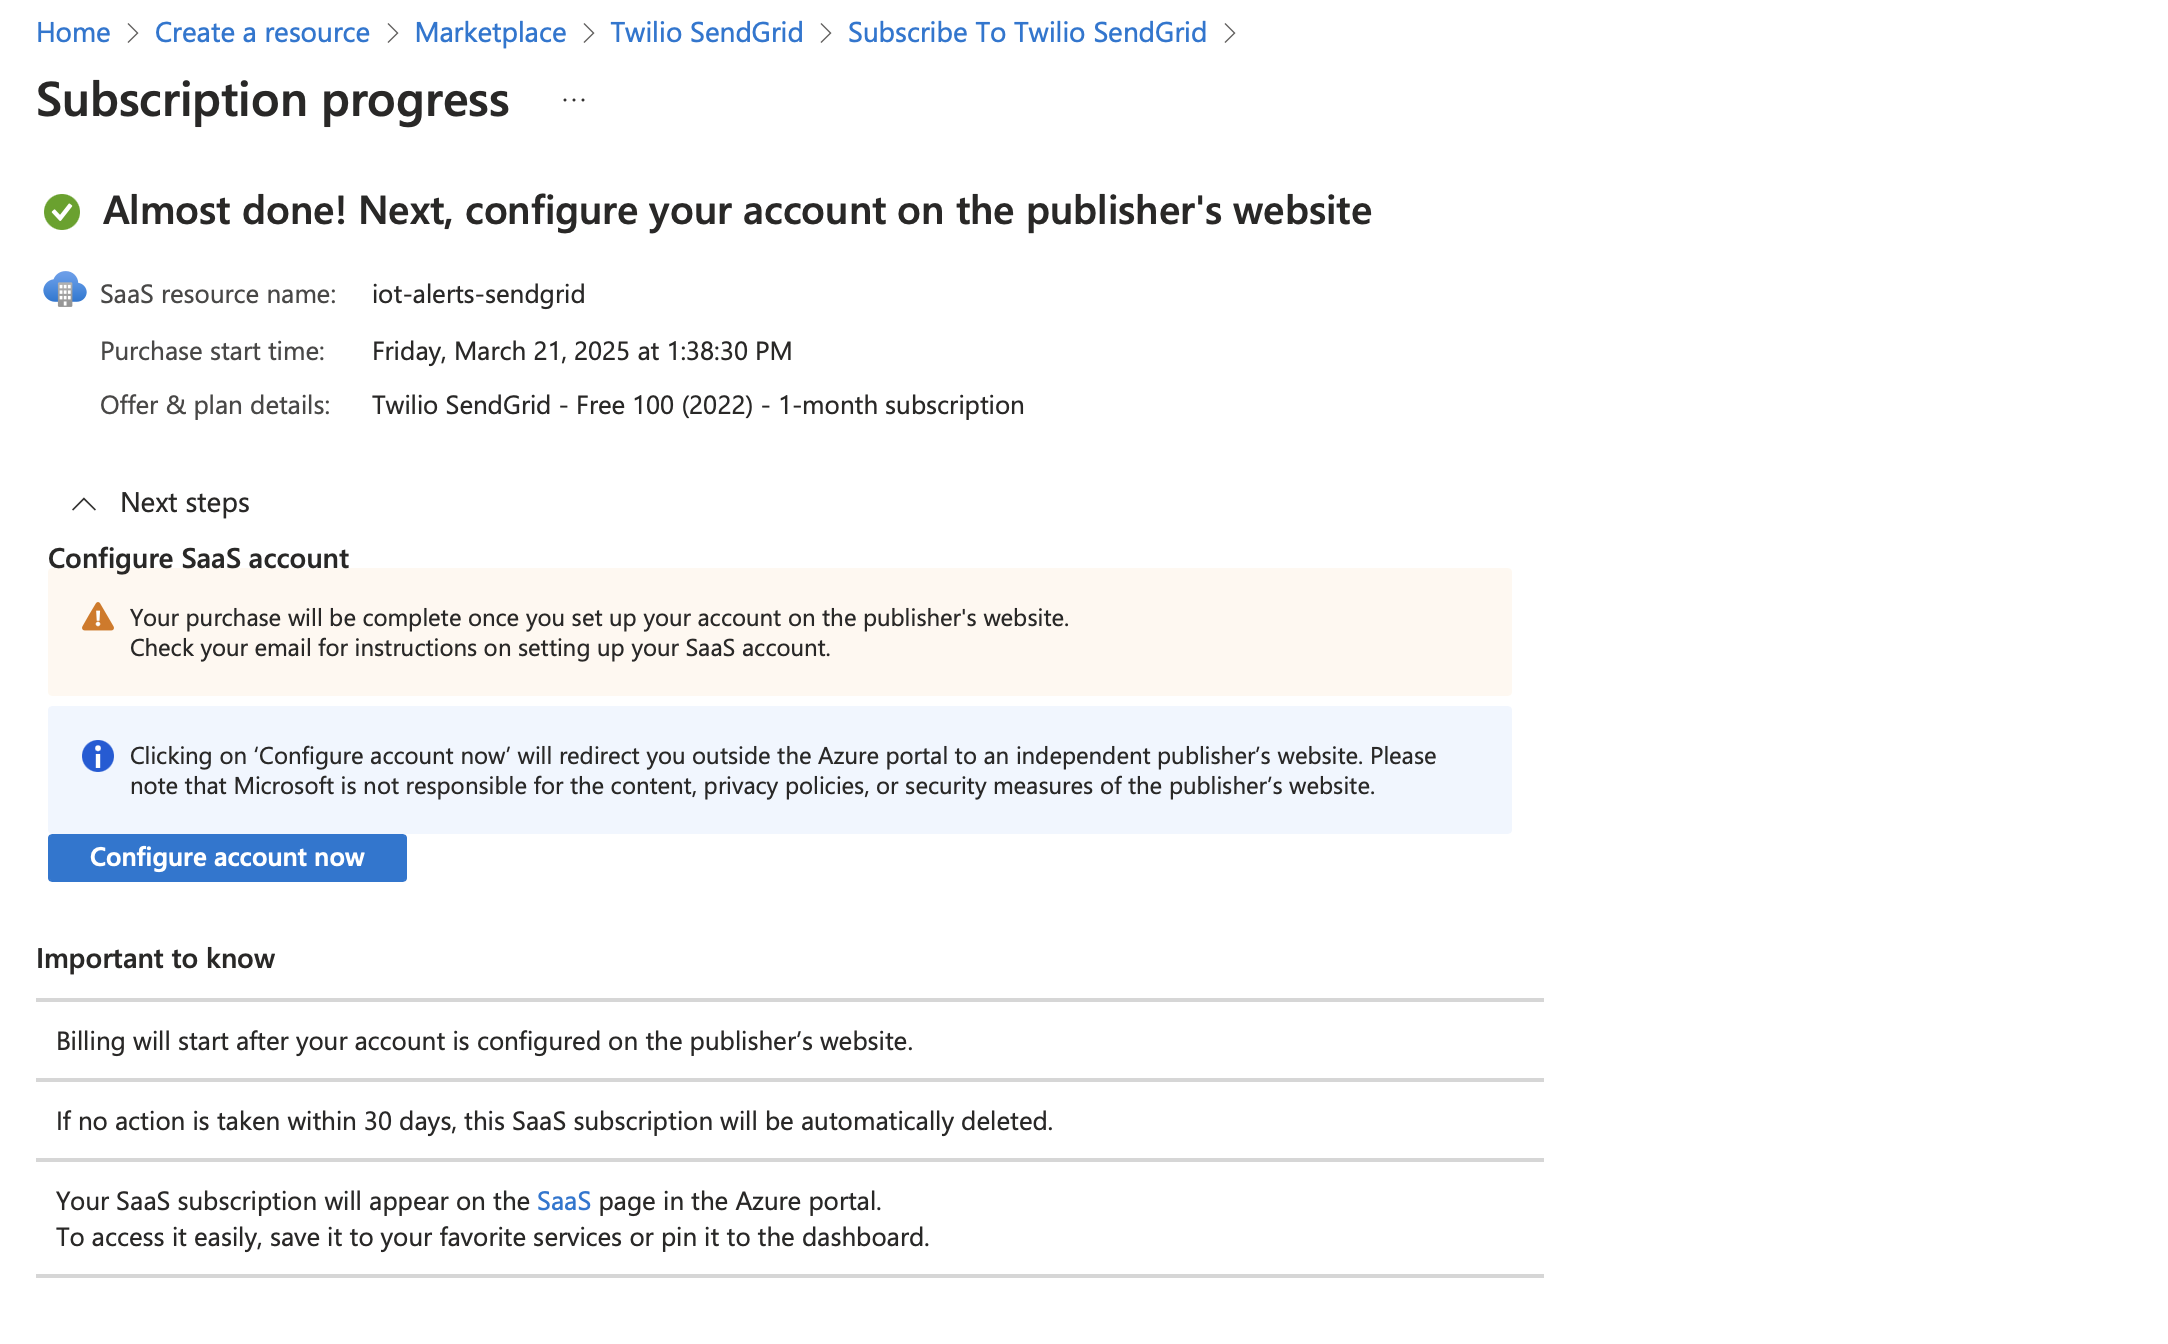 Home > Create a resource > Marketplace > Twilio SendGrid > Subscribe To Twilio SendGrid >
Subscription progress ...
Almost done! Next, configure your account on the publisher's website
SaaS resource name: iot-alerts-sendgrid
Purchase start time: Friday, March 21, 2025 at 1:38:30 PM
Offer & plan details: Twilio SendGrid - Free 100 (2022) - 1-month subscription
Next steps
Configure SaaS account
Your purchase will be complete once you set up your account on the publisher's website.
Check your email for instructions on setting up your SaaS account.
Clicking on ‘Configure account now’ will redirect you outside the Azure portal to an independent publisher’s website. Please
note that Microsoft is not responsible for the content, privacy policies, or security measures of the publisher’s website.
Configure account now
Important to know
Billing will start after your account is configured on the publisher’s website.
If no action is taken within 30 days, this SaaS subscription will be automatically deleted.
Your SaaS subscription will appear on the SaaS page in the Azure portal.
To access it easily, save it to your favorite services or pin it to the dashboard.